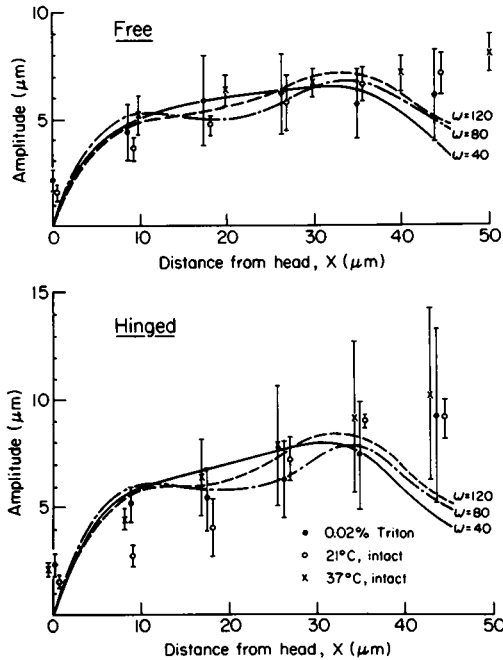 Free
10
5
0
Amplitude (μm)
ω=120
ω=80
ω=40
0 10 20 30 40 50
Distance from head, X (μm)
Hinged
15
10
5
Amplitude (μm)
ω=120
ω=80
ω=40
• 0.02% Triton
○ 21°C, intact
× 37°C, intact
0 10 20 30 40 50
Distance from head, X (μm)